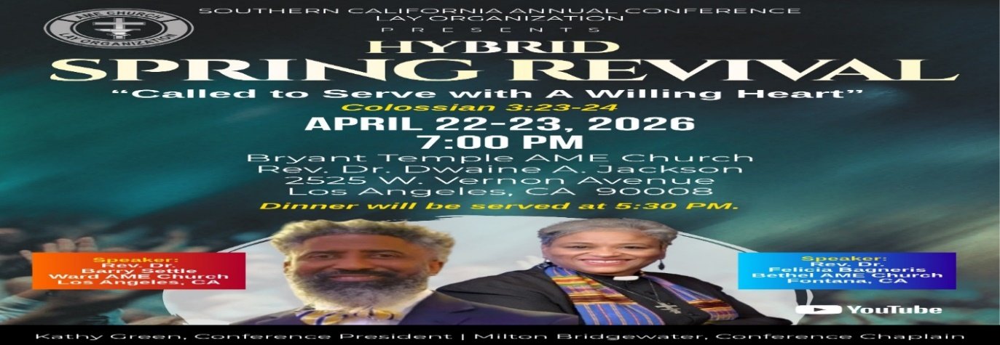 AME CHURCH
LAY ORGANIZATION
SOUTHERN CALIFORNIA ANNUAL CONFERENCE
LAY ORGANIZATION
PRESENTS
HYBRID
SPRING REVIVAL
“Called to Serve with A Willing Heart”
Colossian 3:23-24
APRIL 22-23, 2026
7:00 PM
Bryant Temple AME Church
Rev. Dr. Dwaine A. Jackson
2525 W. Vernon Avenue
Los Angeles, CA 90008
Dinner will be served at 5:30 PM.
Speaker:
Rev. Dr.
Barry Settle
Ward AME Church
Los Angeles, CA
Speaker:
Rev. Dr.
Felicia Bagneris
Bethel AME Church
Fontana, CA
YouTube
Kathy Green, Conference President | Milton Bridgewater, Conference Chaplain